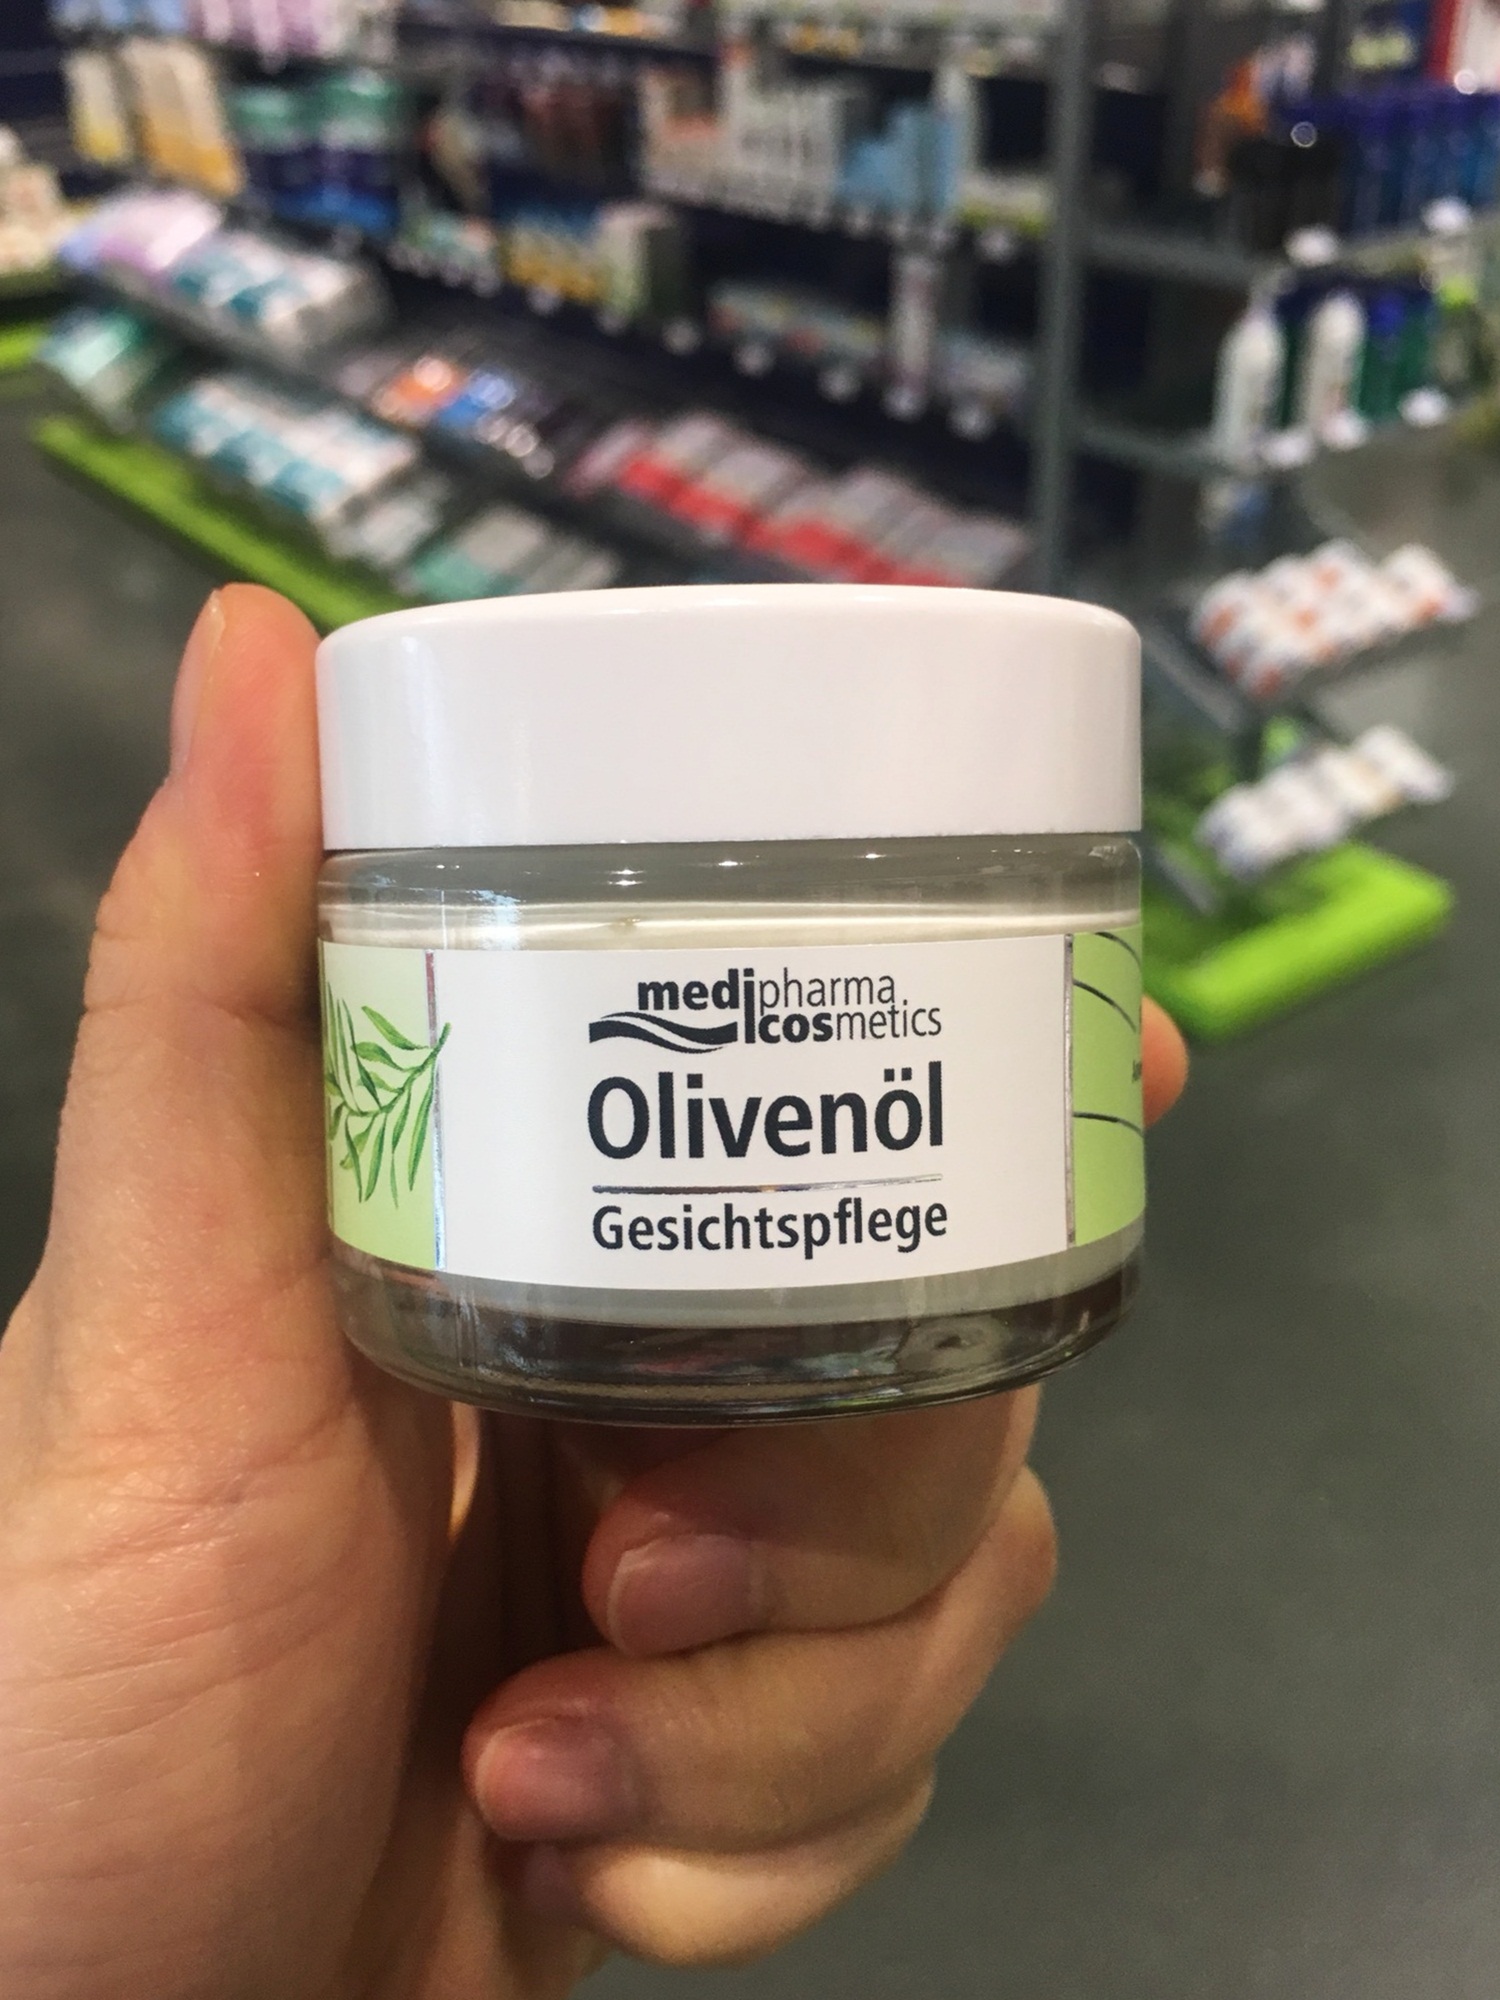 medipharma
cosmetics
Olivenöl
Gesichtspflege